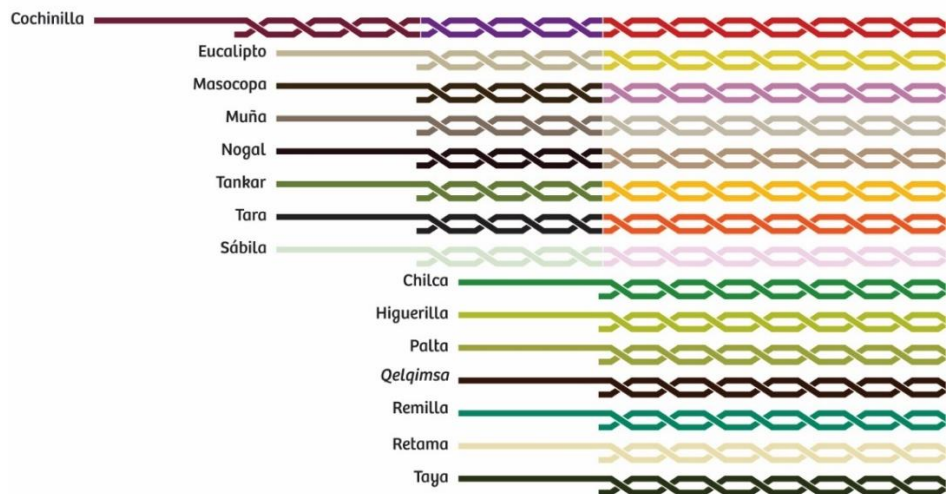 Cochinilla
Eucalipto
Masocopa
Muña
Nogal
Tankar
Tara
Sábila
Chilca
Higuerilla
Palta
Qelqimsa
Remilla
Retama
Taya